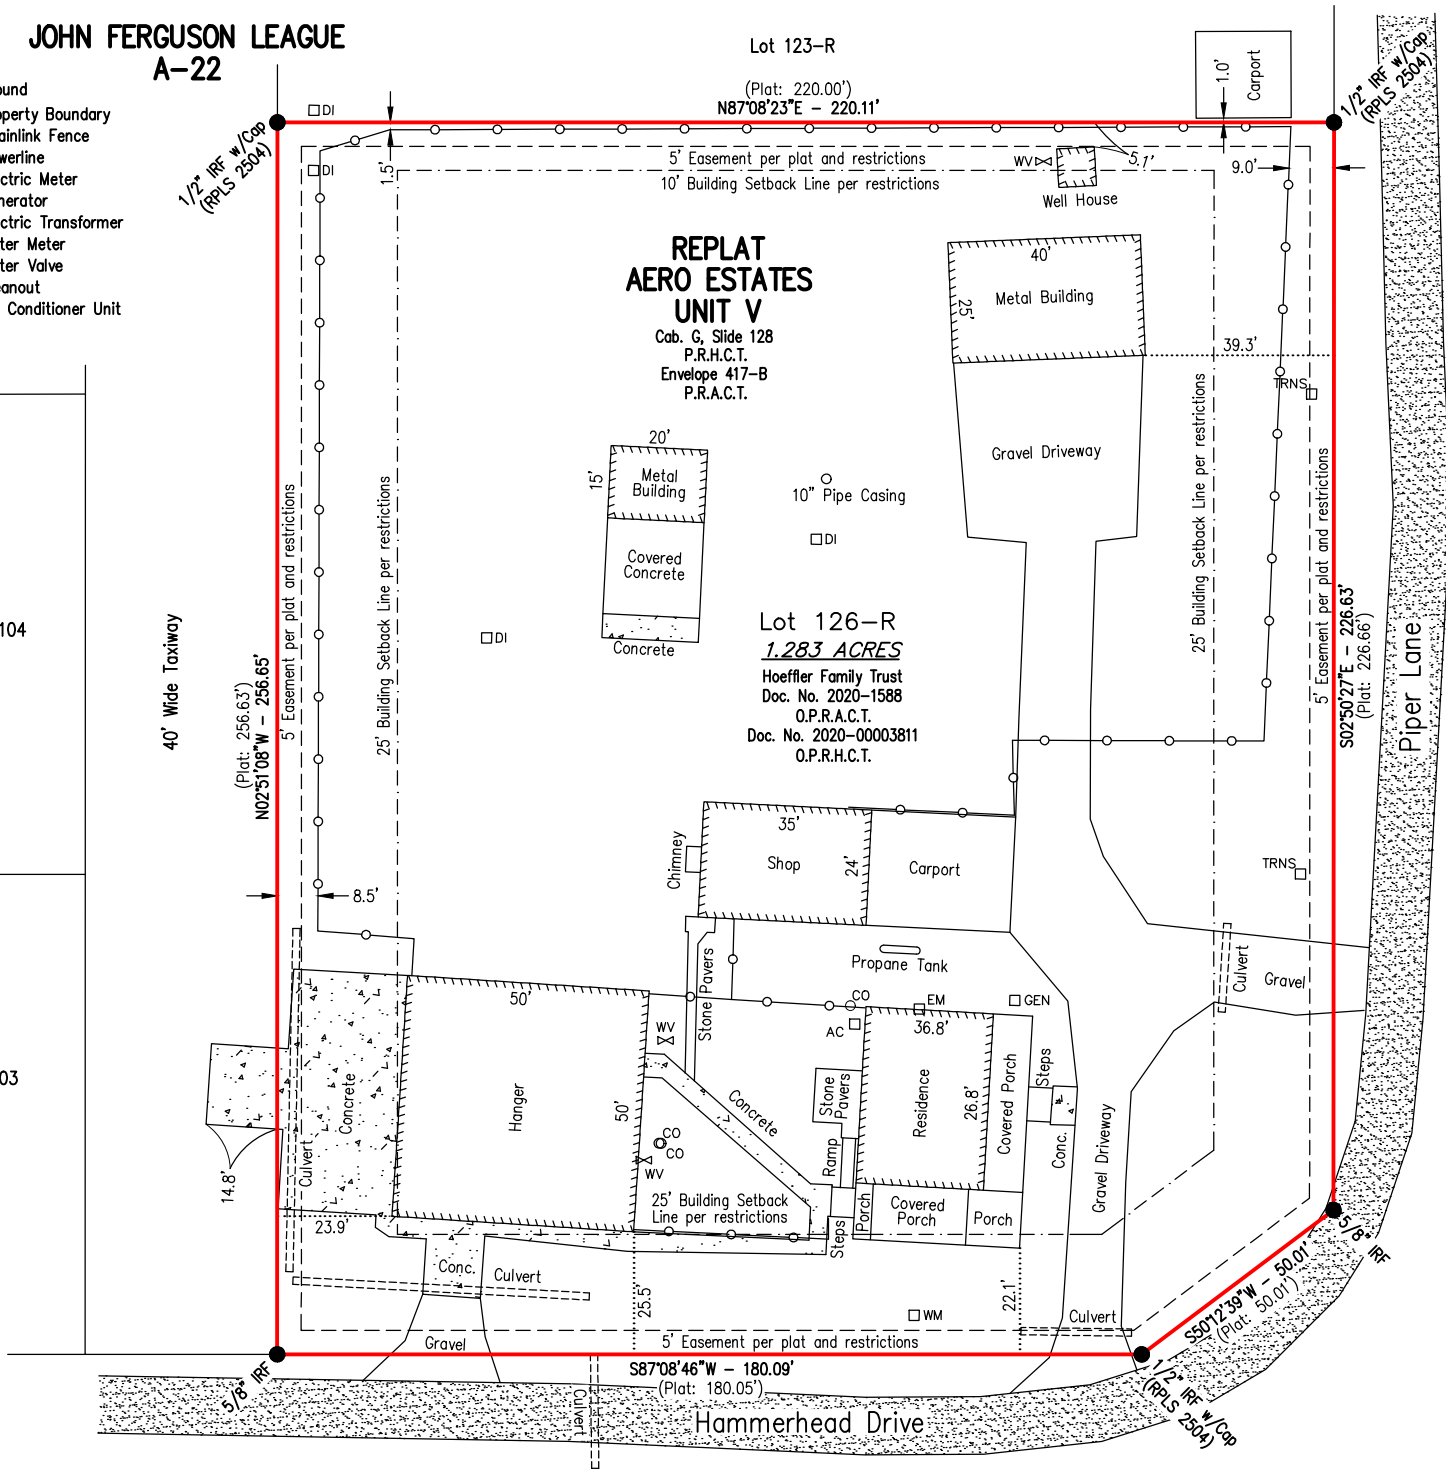 JOHN FERGUSON LEAGUE
A-22
ound
operty Boundary
ainlink Fence
werline
ctric Meter
nerator
ctric Transformer
ter Meter
ter Valve
eanout
Conditioner Unit
Lot 123-R
(Plat: 220.00')
N87°08'23"E - 220.11'
1.0'
Carport
1/2" IRF w/Cap
(RPLS 2504)
1/2" IRF w/Cap
(RPLS 2504)
DI
DI
1.5'
5' Easement per plat and restrictions
10' Building Setback Line per restrictions
WV
5.1'
9.0'
Well House
REPLAT
AERO ESTATES
UNIT V
Cab. G, Slide 128
P.R.H.C.T.
Envelope 417-B
P.R.A.C.T.
40'
25'
Metal Building
39.3'
TRNS
Gravel Driveway
20'
15'
Metal
Building
Covered
Concrete
Concrete
10" Pipe Casing
DI
DI
Lot 126-R
1.283 ACRES
Hoeffler Family Trust
Doc. No. 2020-1588
O.P.R.A.C.T.
Doc. No. 2020-00003811
O.P.R.H.C.T.
104
03
40' Wide Taxiway
(Plat: 256.63')
N02°51'08"W - 256.65'
5' Easement per plat and restrictions
25' Building Setback Line per restrictions
25' Building Setback Line per restrictions
5' Easement per plat and restrictions
S02°50'27"E - 226.63'
(Plat: 226.66')
Piper Lane
8.5'
Chimney
35'
Shop
24'
Carport
TRNS
Stone Pavers
Propane Tank
Culvert
Gravel
50'
50'
Hanger
WV
CO
EM
GEN
AC
36.8'
26.8'
Residence
Covered Porch
Steps
Conc.
Stone
Pavers
Ramp
Concrete
Concrete
CO
CO
WV
Culvert
14.8'
23.9'
25' Building Setback
Line per restrictions
Steps
Porch
Covered
Porch
Porch
Gravel Driveway
Conc.
Culvert
25.5'
22.1'
WM
Culvert
Gravel
5' Easement per plat and restrictions
S87°08'46"W - 180.09'
(Plat: 180.05')
S50°12'39"W - 50.01'
(Plat: 50.01')
5/8" IRF
5/8" IRF
1/2" IRF w/Cap
(RPLS 2504)
Culvert
Hammerhead Drive